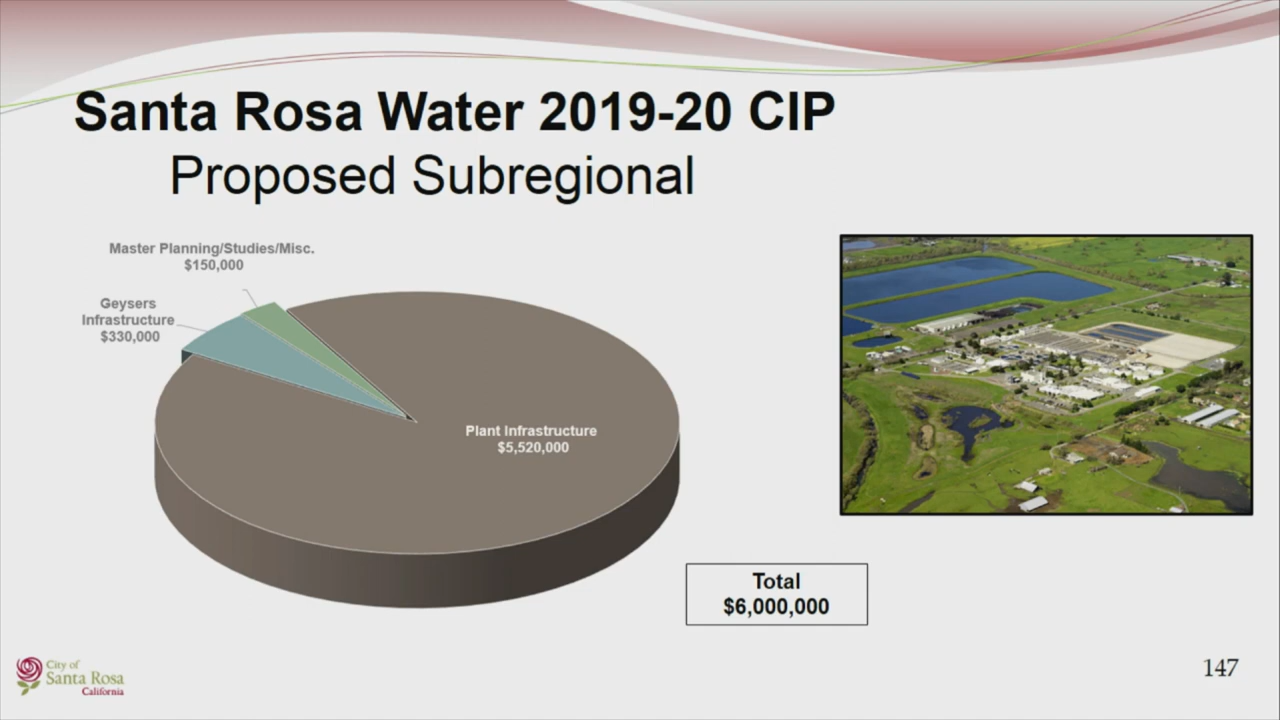 Santa Rosa Water 2019-20 CIP
Proposed Subregional
Master Planning/Studies/Misc.
$150,000
Geysers
Infrastructure
$330,000
Plant Infrastructure
$5,520,000
Total
$6,000,000
City of
Santa Rosa
California
147